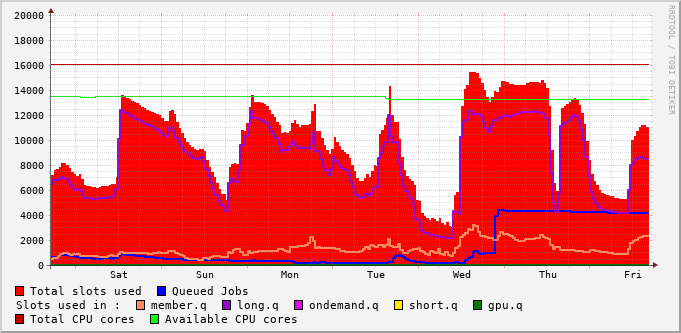 RRDTOOL / TOBI OETIKER
20000
18000
16000
14000
12000
10000
8000
6000
4000
2000
0
Sat Sun Mon Tue Wed Thu Fri
Total slots used Queued Jobs
Slots used in : member.q long.q ondemand.q short.q gpu.q
Total CPU cores Available CPU cores